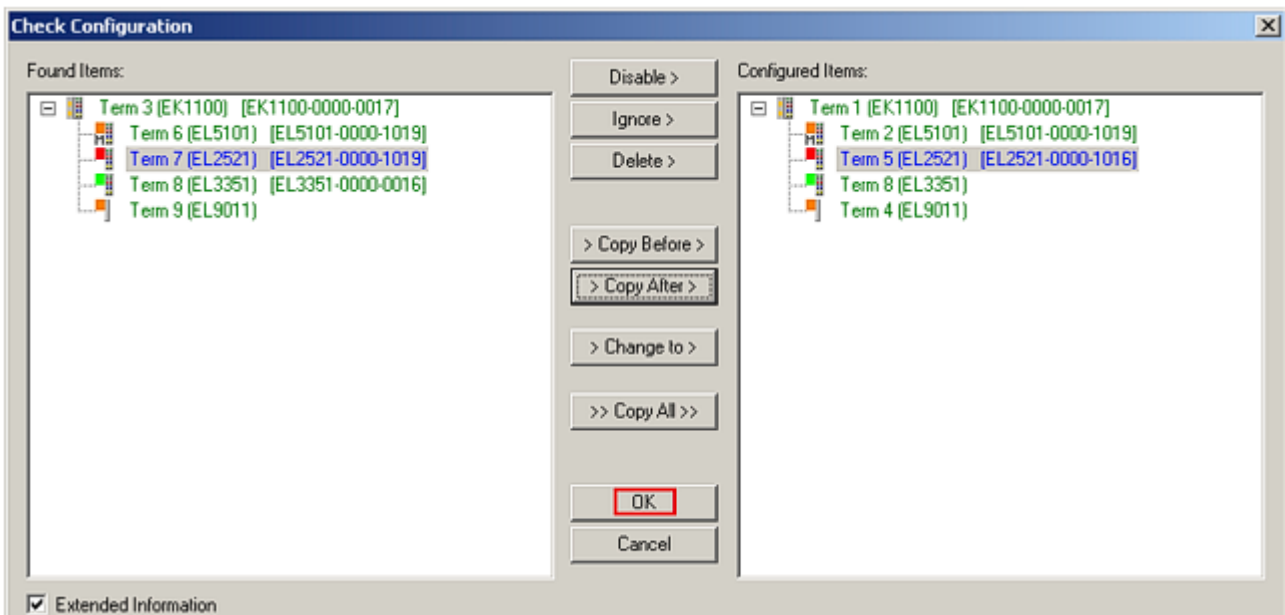 Check Configuration
Found Items:
Term 3 (EK1100) [EK1100-0000-0017]
Term 6 (EL5101) [EL5101-0000-1019]
Term 7 (EL2521) [EL2521-0000-1019]
Term 8 (EL3351) [EL3351-0000-0016]
Term 9 (EL9011)
Disable >
Ignore >
Delete >
> Copy Before >
> Copy After >
> Change to >
>> Copy All >>
OK
Cancel
Configured Items:
Term 1 (EK1100) [EK1100-0000-0017]
Term 2 (EL5101) [EL5101-0000-1019]
Term 5 (EL2521) [EL2521-0000-1016]
Term 8 (EL3351)
Term 4 (EL9011)
Extended Information